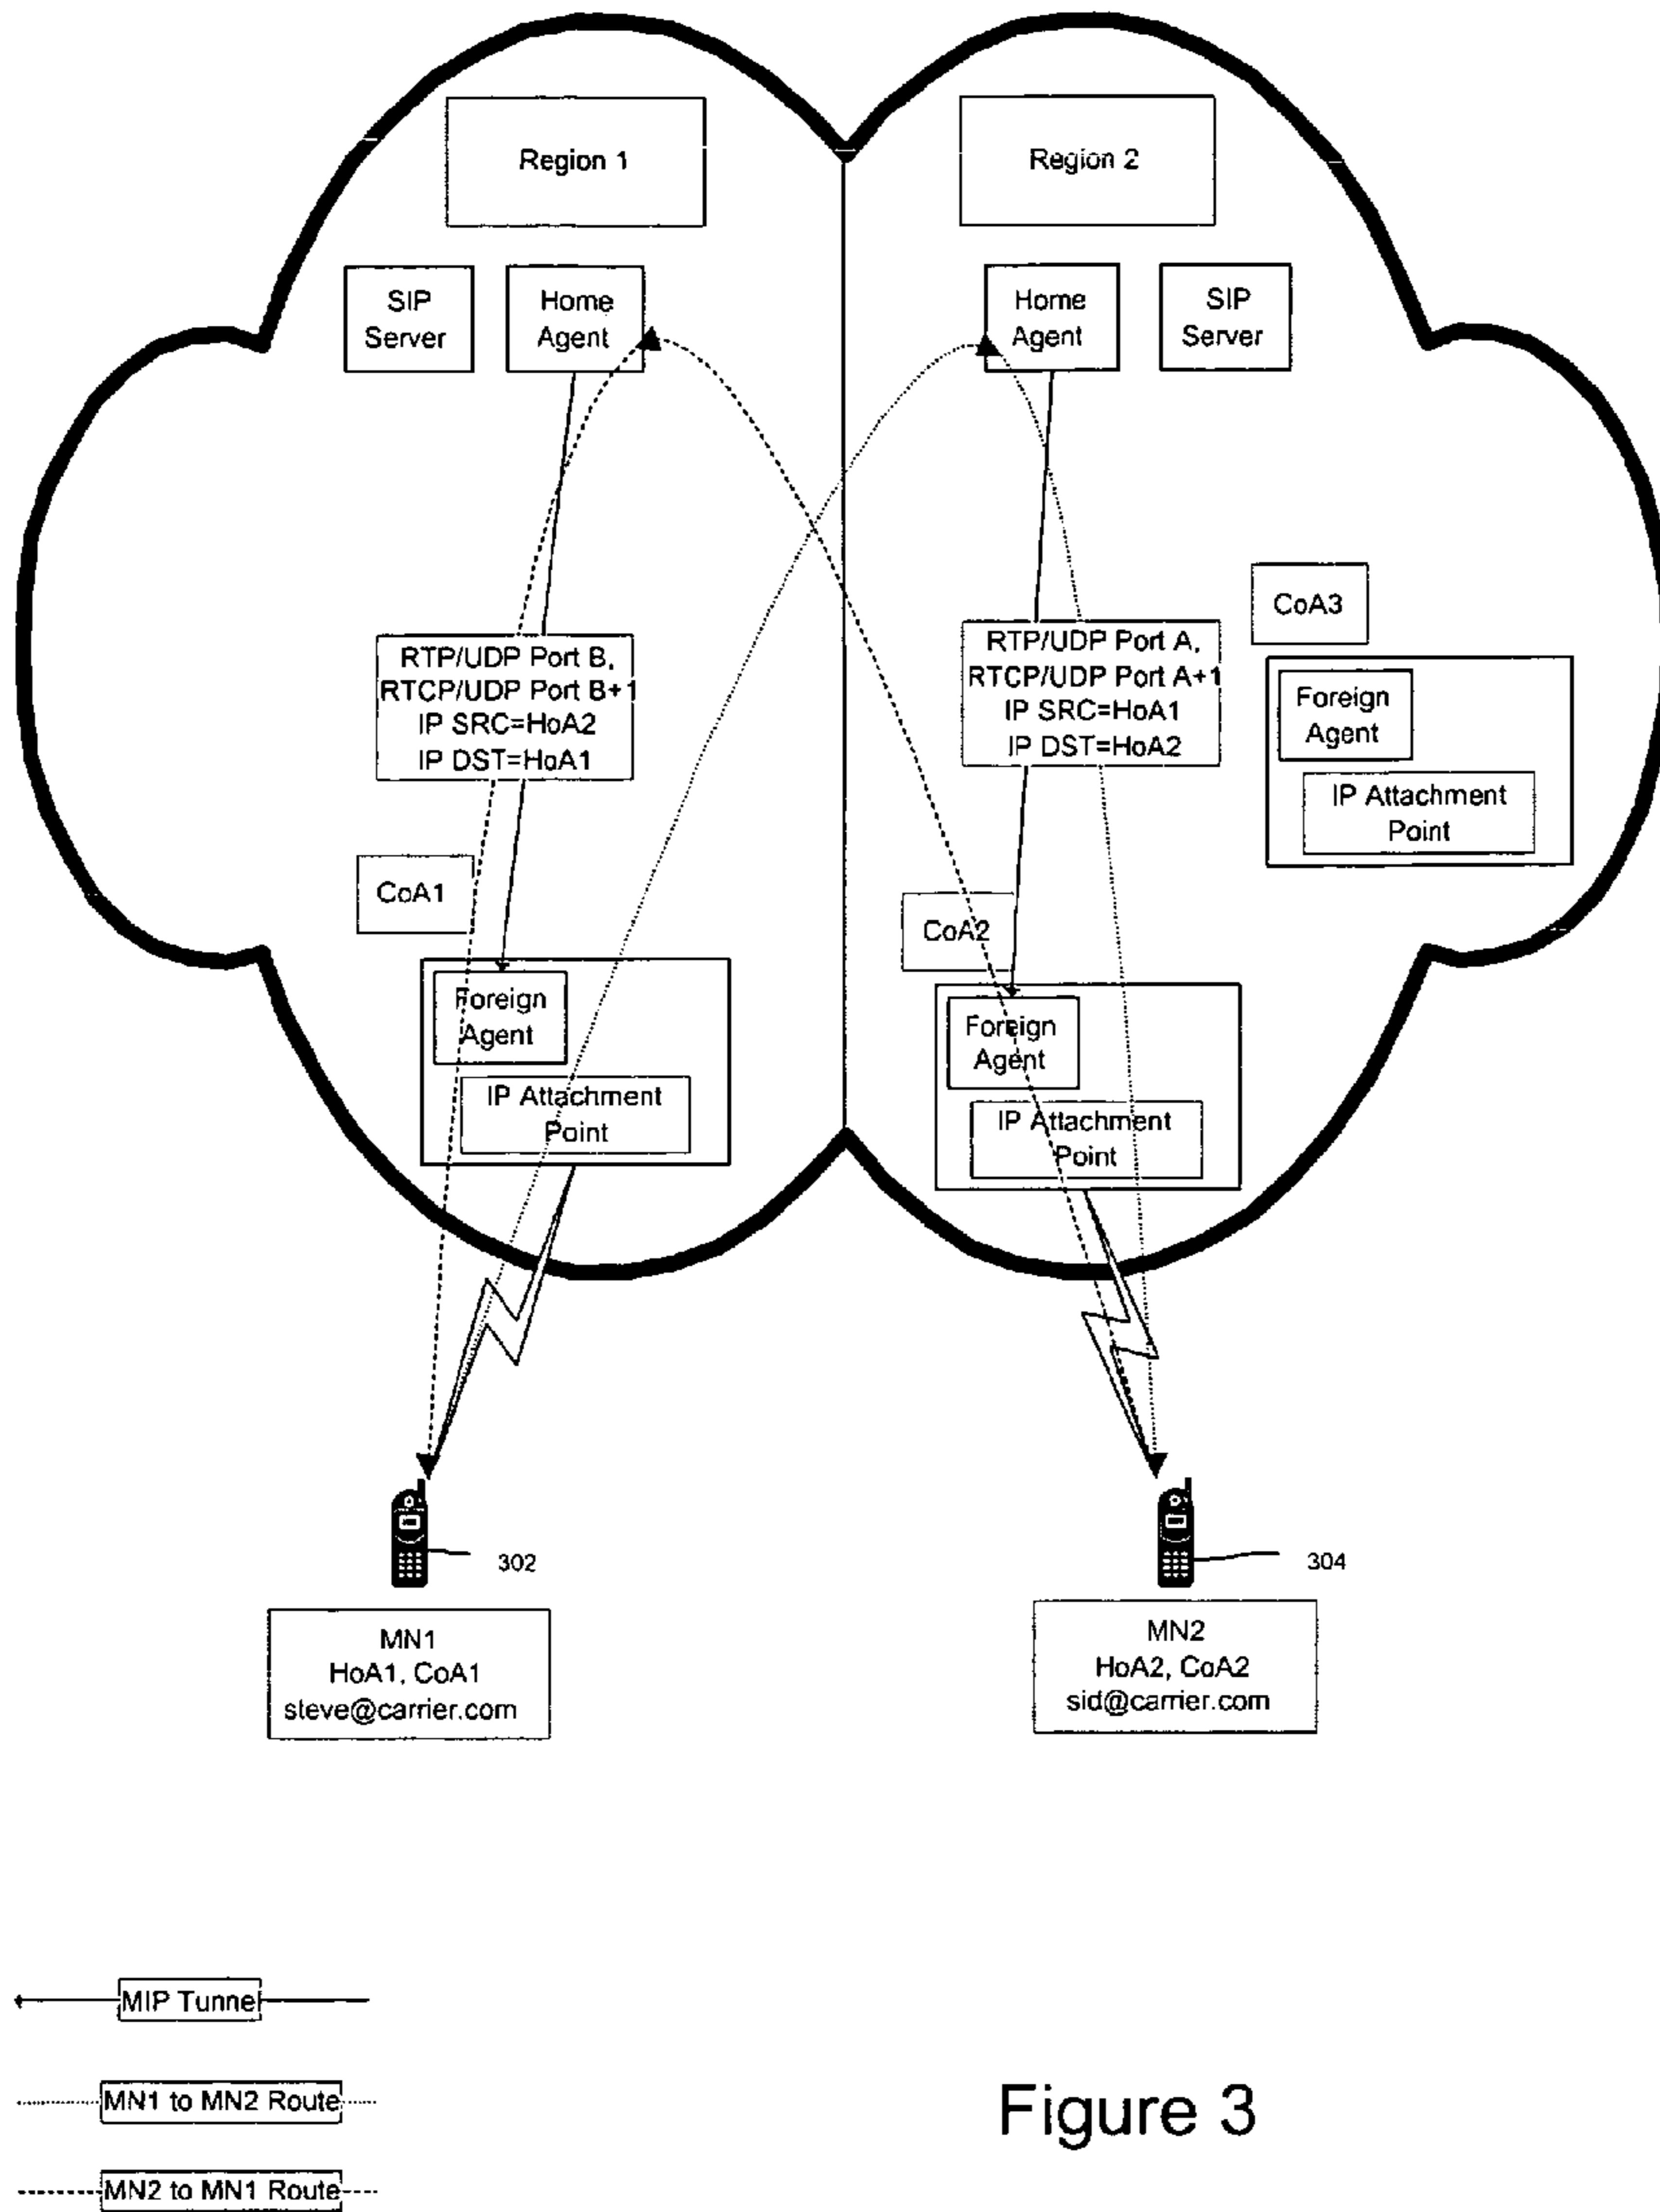 Region 1
Region 2
SIP
Server
Home
Agent
Home
Agent
SIP
Server
RTP/UDP Port B,
RTCP/UDP Port B+1
IP SRC=HoA2
IP DST=HoA1
RTP/UDP Port A,
RTCP/UDP Port A+1
IP SRC=HoA1
IP DST=HoA2
CoA3
Foreign
Agent
IP Attachment
Point
CoA1
CoA2
Foreign
Agent
IP Attachment
Point
Foreign
Agent
IP Attachment
Point
302
304
MN1
HoA1, CoA1
steve@carrier.com
MN2
HoA2, CoA2
sid@carrier.com
MIP Tunnel
MN1 to MN2 Route
MN2 to MN1 Route
Figure 3